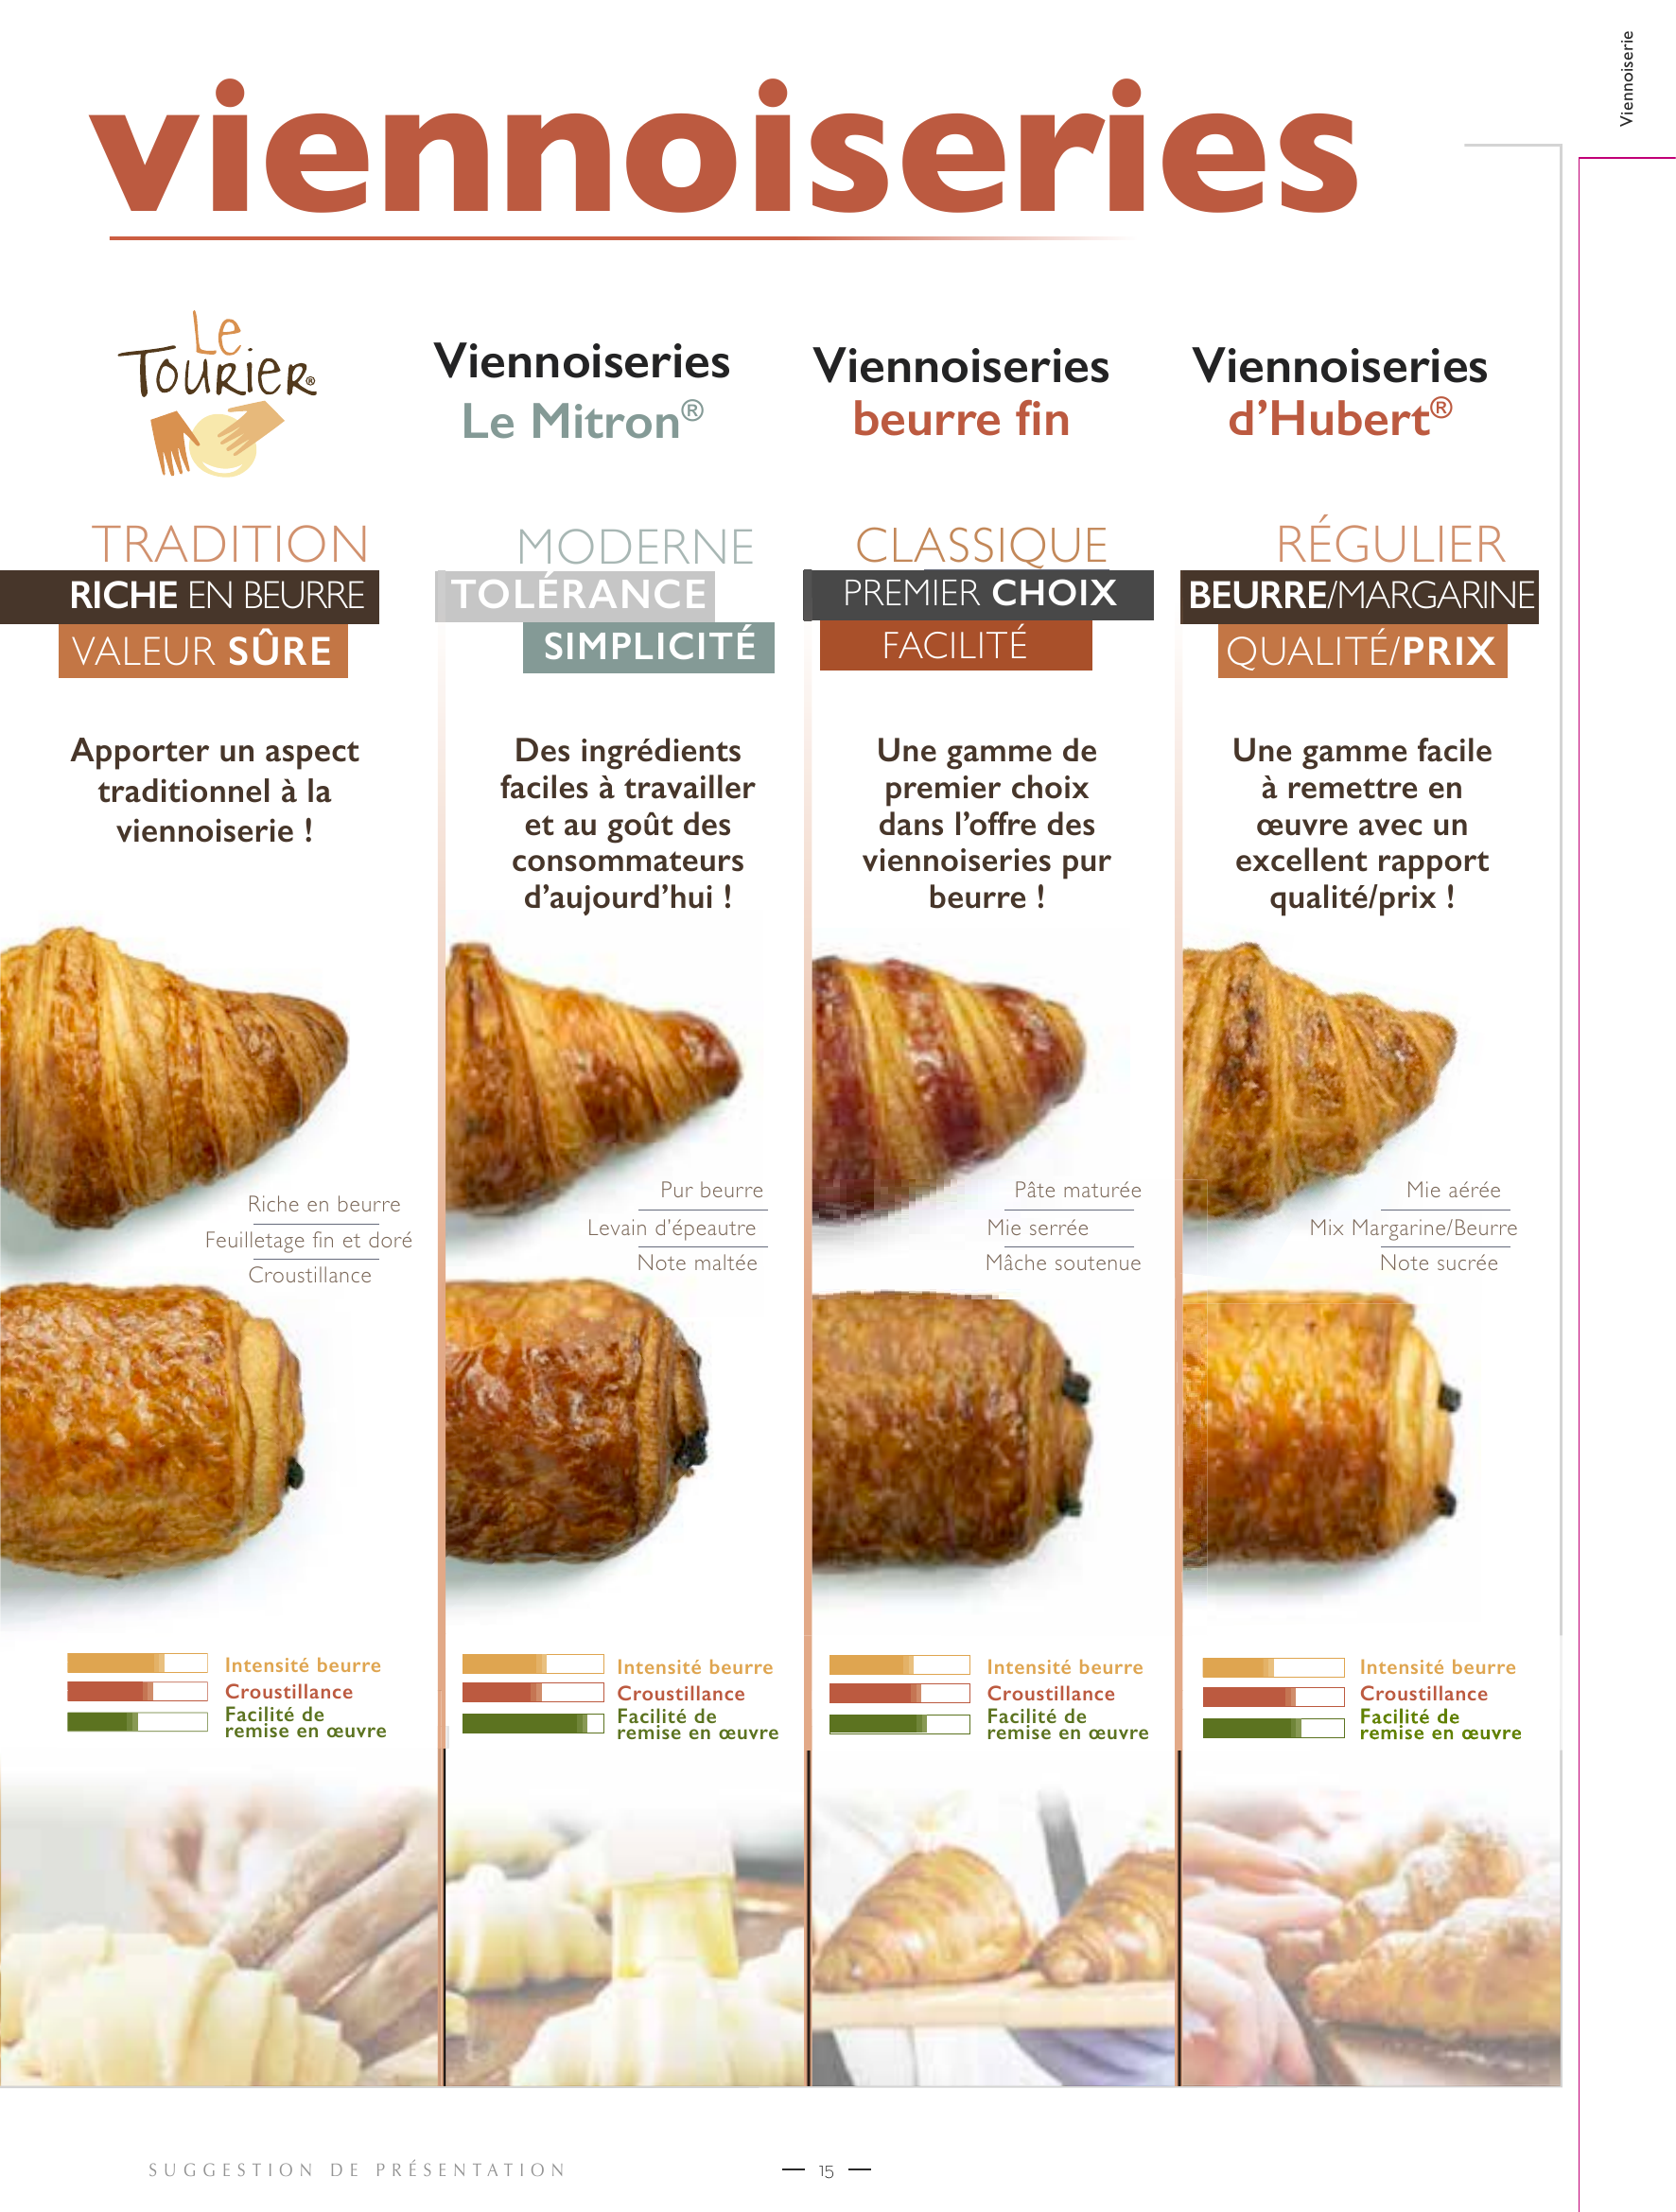 Viennoiserie
viennoiseries
Le
Tourier®
TRADITION
RICHE EN BEURRE
VALEUR SÛRE
Apporter un aspect
traditionnel à la
viennoiserie !
Riche en beurre
Feuilletage fin et doré
Croustillance
Intensité beurre
Croustillance
Facilité de
remise en œuvre
Viennoiseries
Le Mitron®
MODERNE
TOLÉRANCE
SIMPLICITÉ
Des ingrédients
faciles à travailler
et au goût des
consommateurs
d’aujourd’hui !
Pur beurre
Levain d'épeautre
Note maltée
Intensité beurre
Croustillance
Facilité de
remise en œuvre
Viennoiseries
beurre fin
CLASSIQUE
PREMIER CHOIX
FACILITÉ
Une gamme de
premier choix
dans l’offre des
viennoiseries pur
beurre !
Pâte maturée
Mie serrée
Mâche soutenue
Intensité beurre
Croustillance
Facilité de
remise en œuvre
Viennoiseries
d’Hubert®
RÉGULIER
BEURRE/MARGARINE
QUALITÉ/PRIX
Une gamme facile
à remettre en
œuvre avec un
excellent rapport
qualité/prix !
Mie aérée
Mix Margarine/Beurre
Note sucrée
Intensité beurre
Croustillance
Facilité de
remise en œuvre
SUGGESTION DE PRÉSENTATION
— 15 —